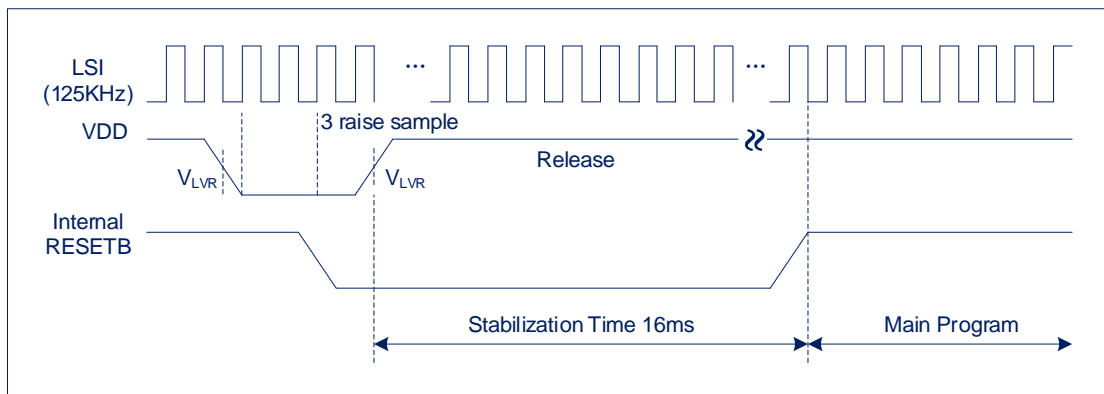 LSI
(125KHz)
...
...
3 raise sample
VDD
Release
VLVR
VLVR
Internal
RESETB
Stabilization Time 16ms
Main Program